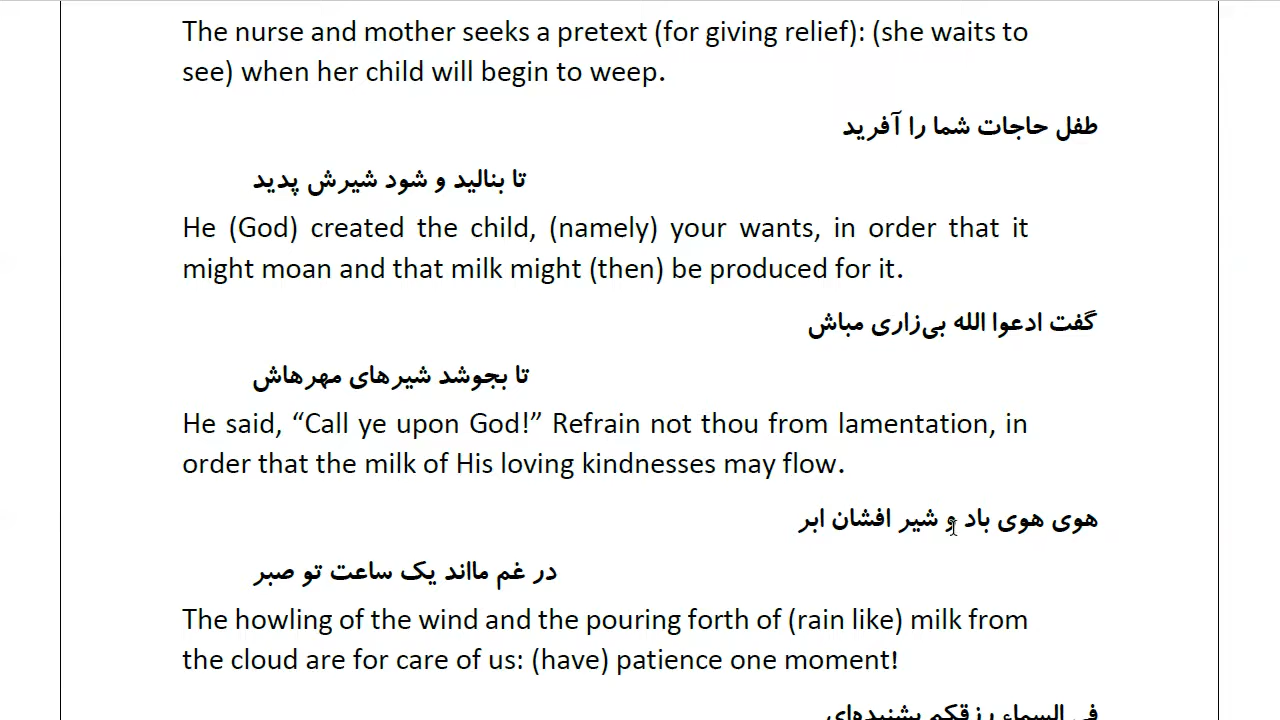 The nurse and mother seeks a pretext (for giving relief): (she waits to
see) when her child will begin to weep.
طفل حاجات شما را آفرید
تا بنالید و شود شیرش پدید
He (God) created the child, (namely) your wants, in order that it
might moan and that milk might (then) be produced for it.
گفت ادعوا الله بی‌زاری مباش
تا بجوشد شیرهای مهرهاش
He said, “Call ye upon God!” Refrain not thou from lamentation, in
order that the milk of His loving kindnesses may flow.
هوی هوی باد و شیر افشان ابر
در غم مااند یک ساعت تو صبر
The howling of the wind and the pouring forth of (rain like) milk from
the cloud are for care of us: (have) patience one moment!
فی السماء رزقکم بشنیده‌ای